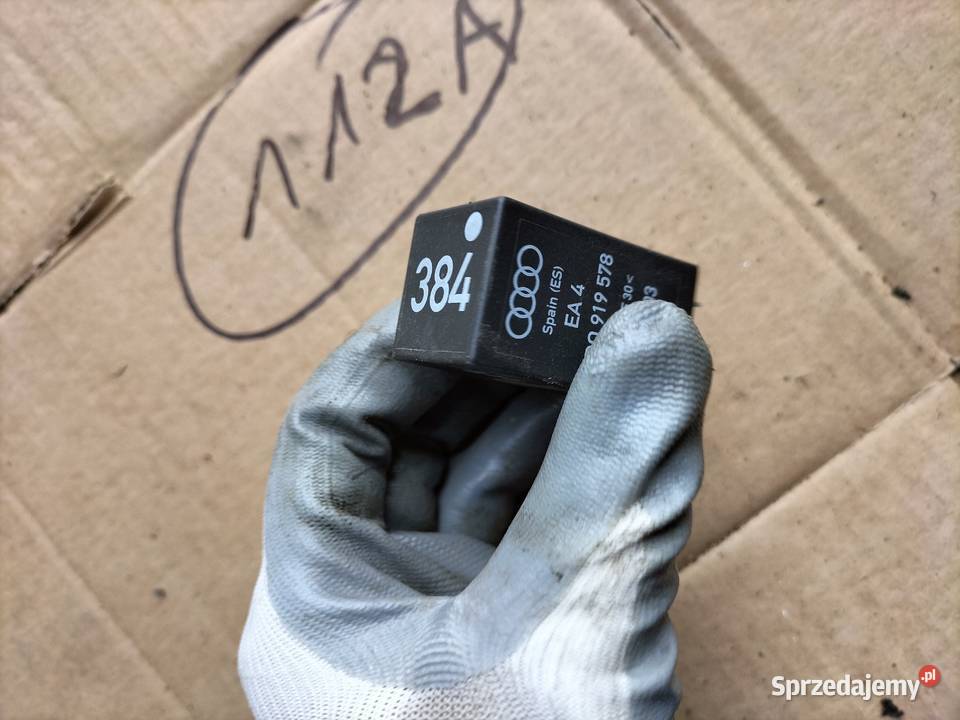 112A
384
Spain (ES)
EA 4
919 578
Sprzedajemy.pl